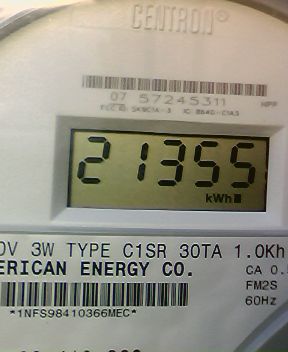 CENTRON®
07 57245311
21355
kWh
0V 3W TYPE C1SR 30TA 1.0Kh
ERICAN ENERGY CO.
CA 0.5
FM2S
60Hz
*1NFS98410366MEC*